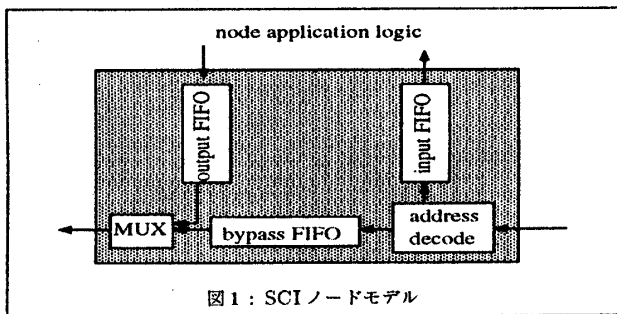 node application logic
output FIFO
input FIFO
MUX
bypass FIFO
address
decode
図1:SCIノードモデル